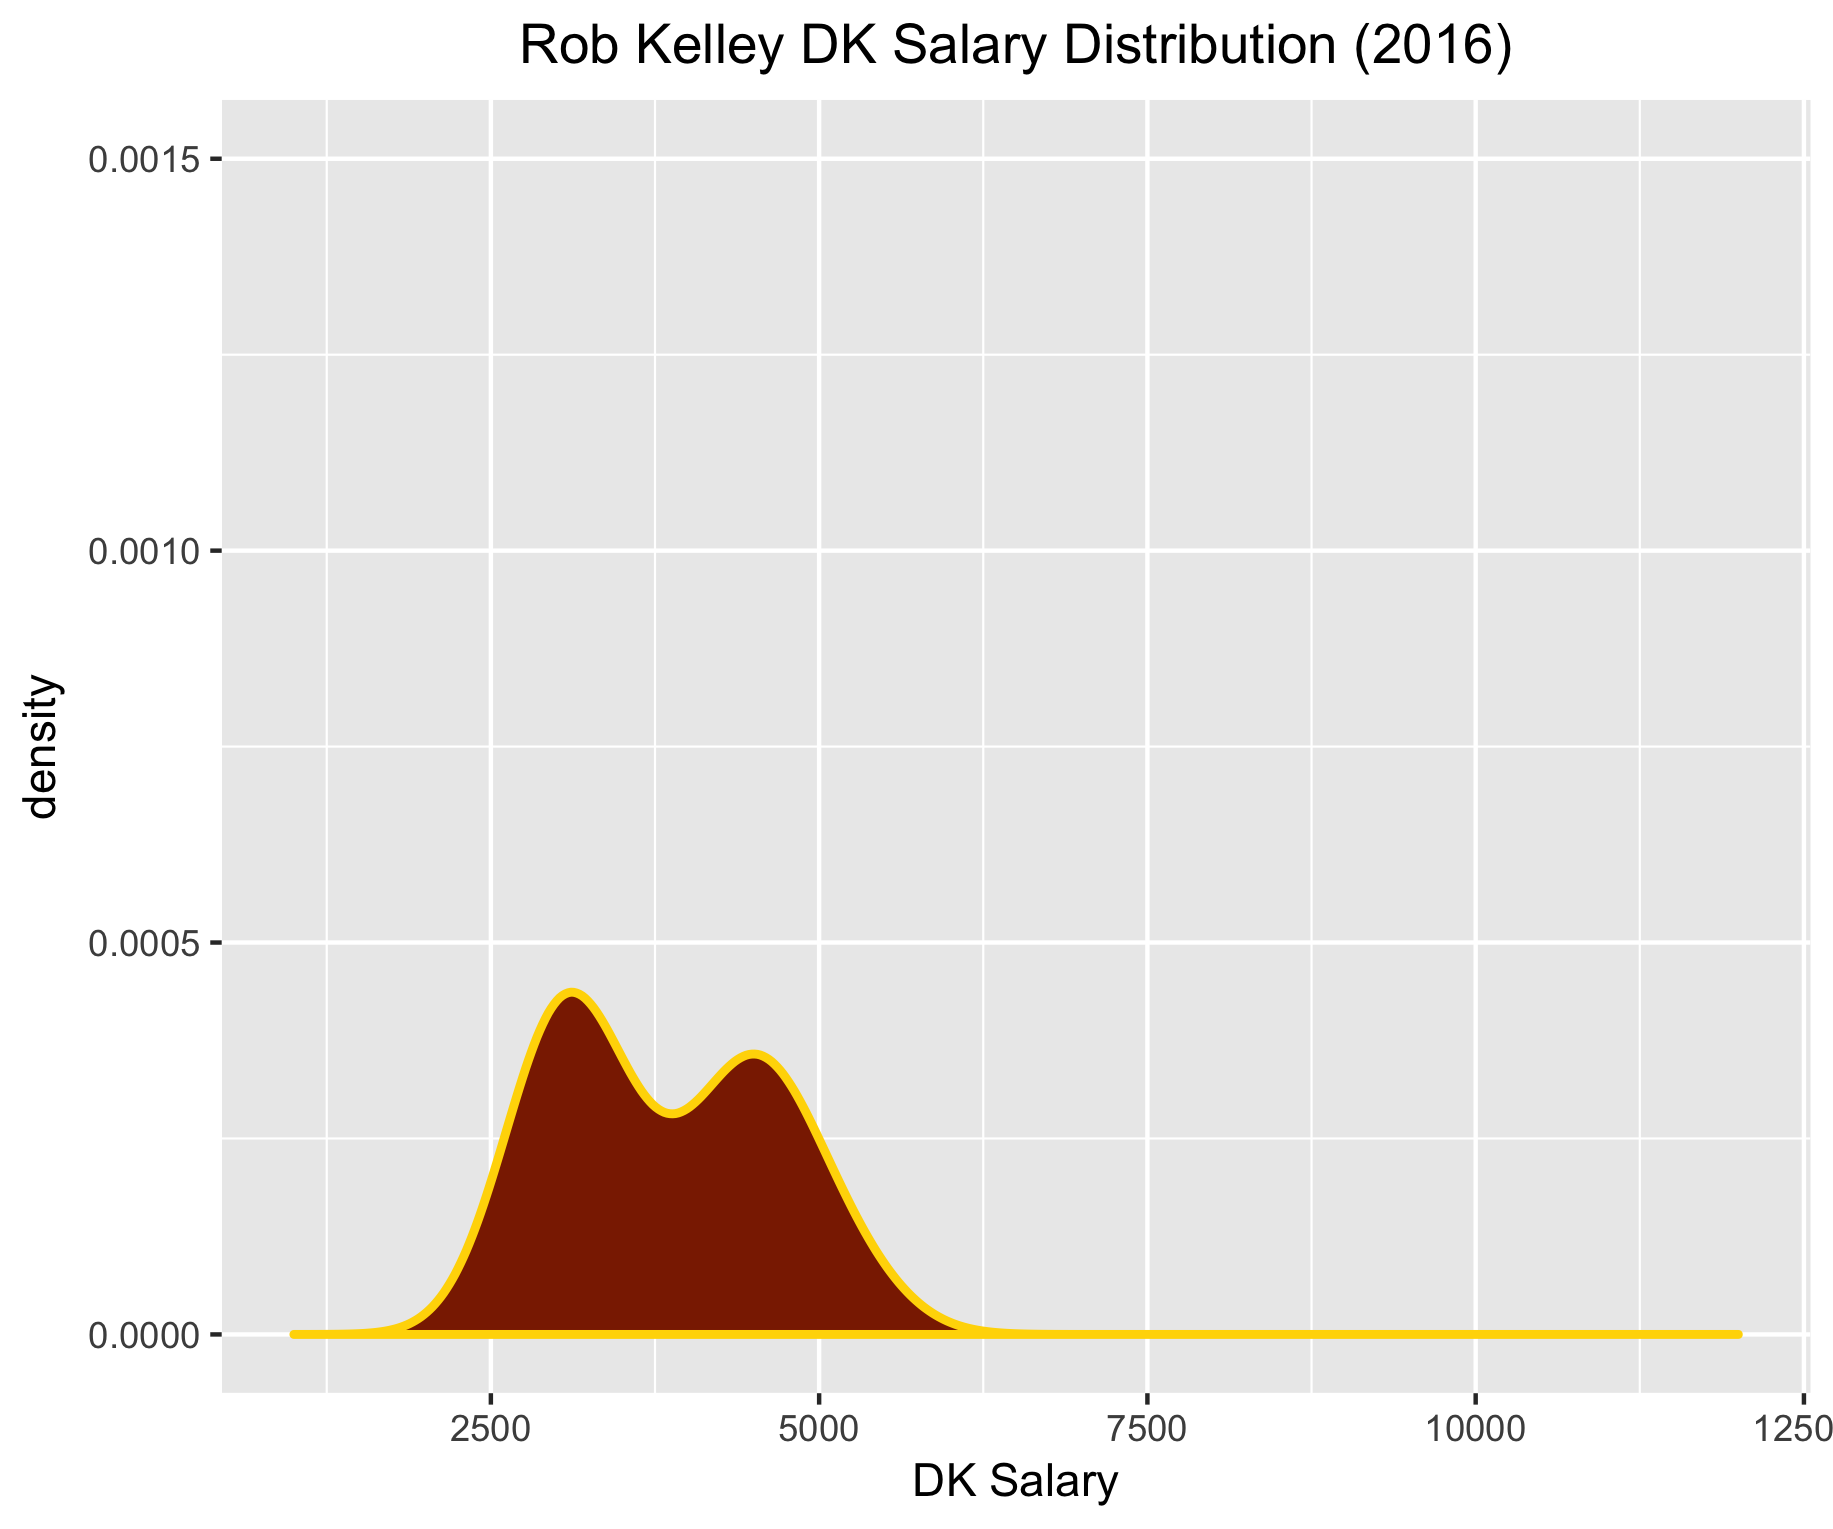 Rob Kelley DK Salary Distribution (2016)
0.0015
0.0010
0.0005
0.0000
density
2500 5000 7500 10000 1250
DK Salary